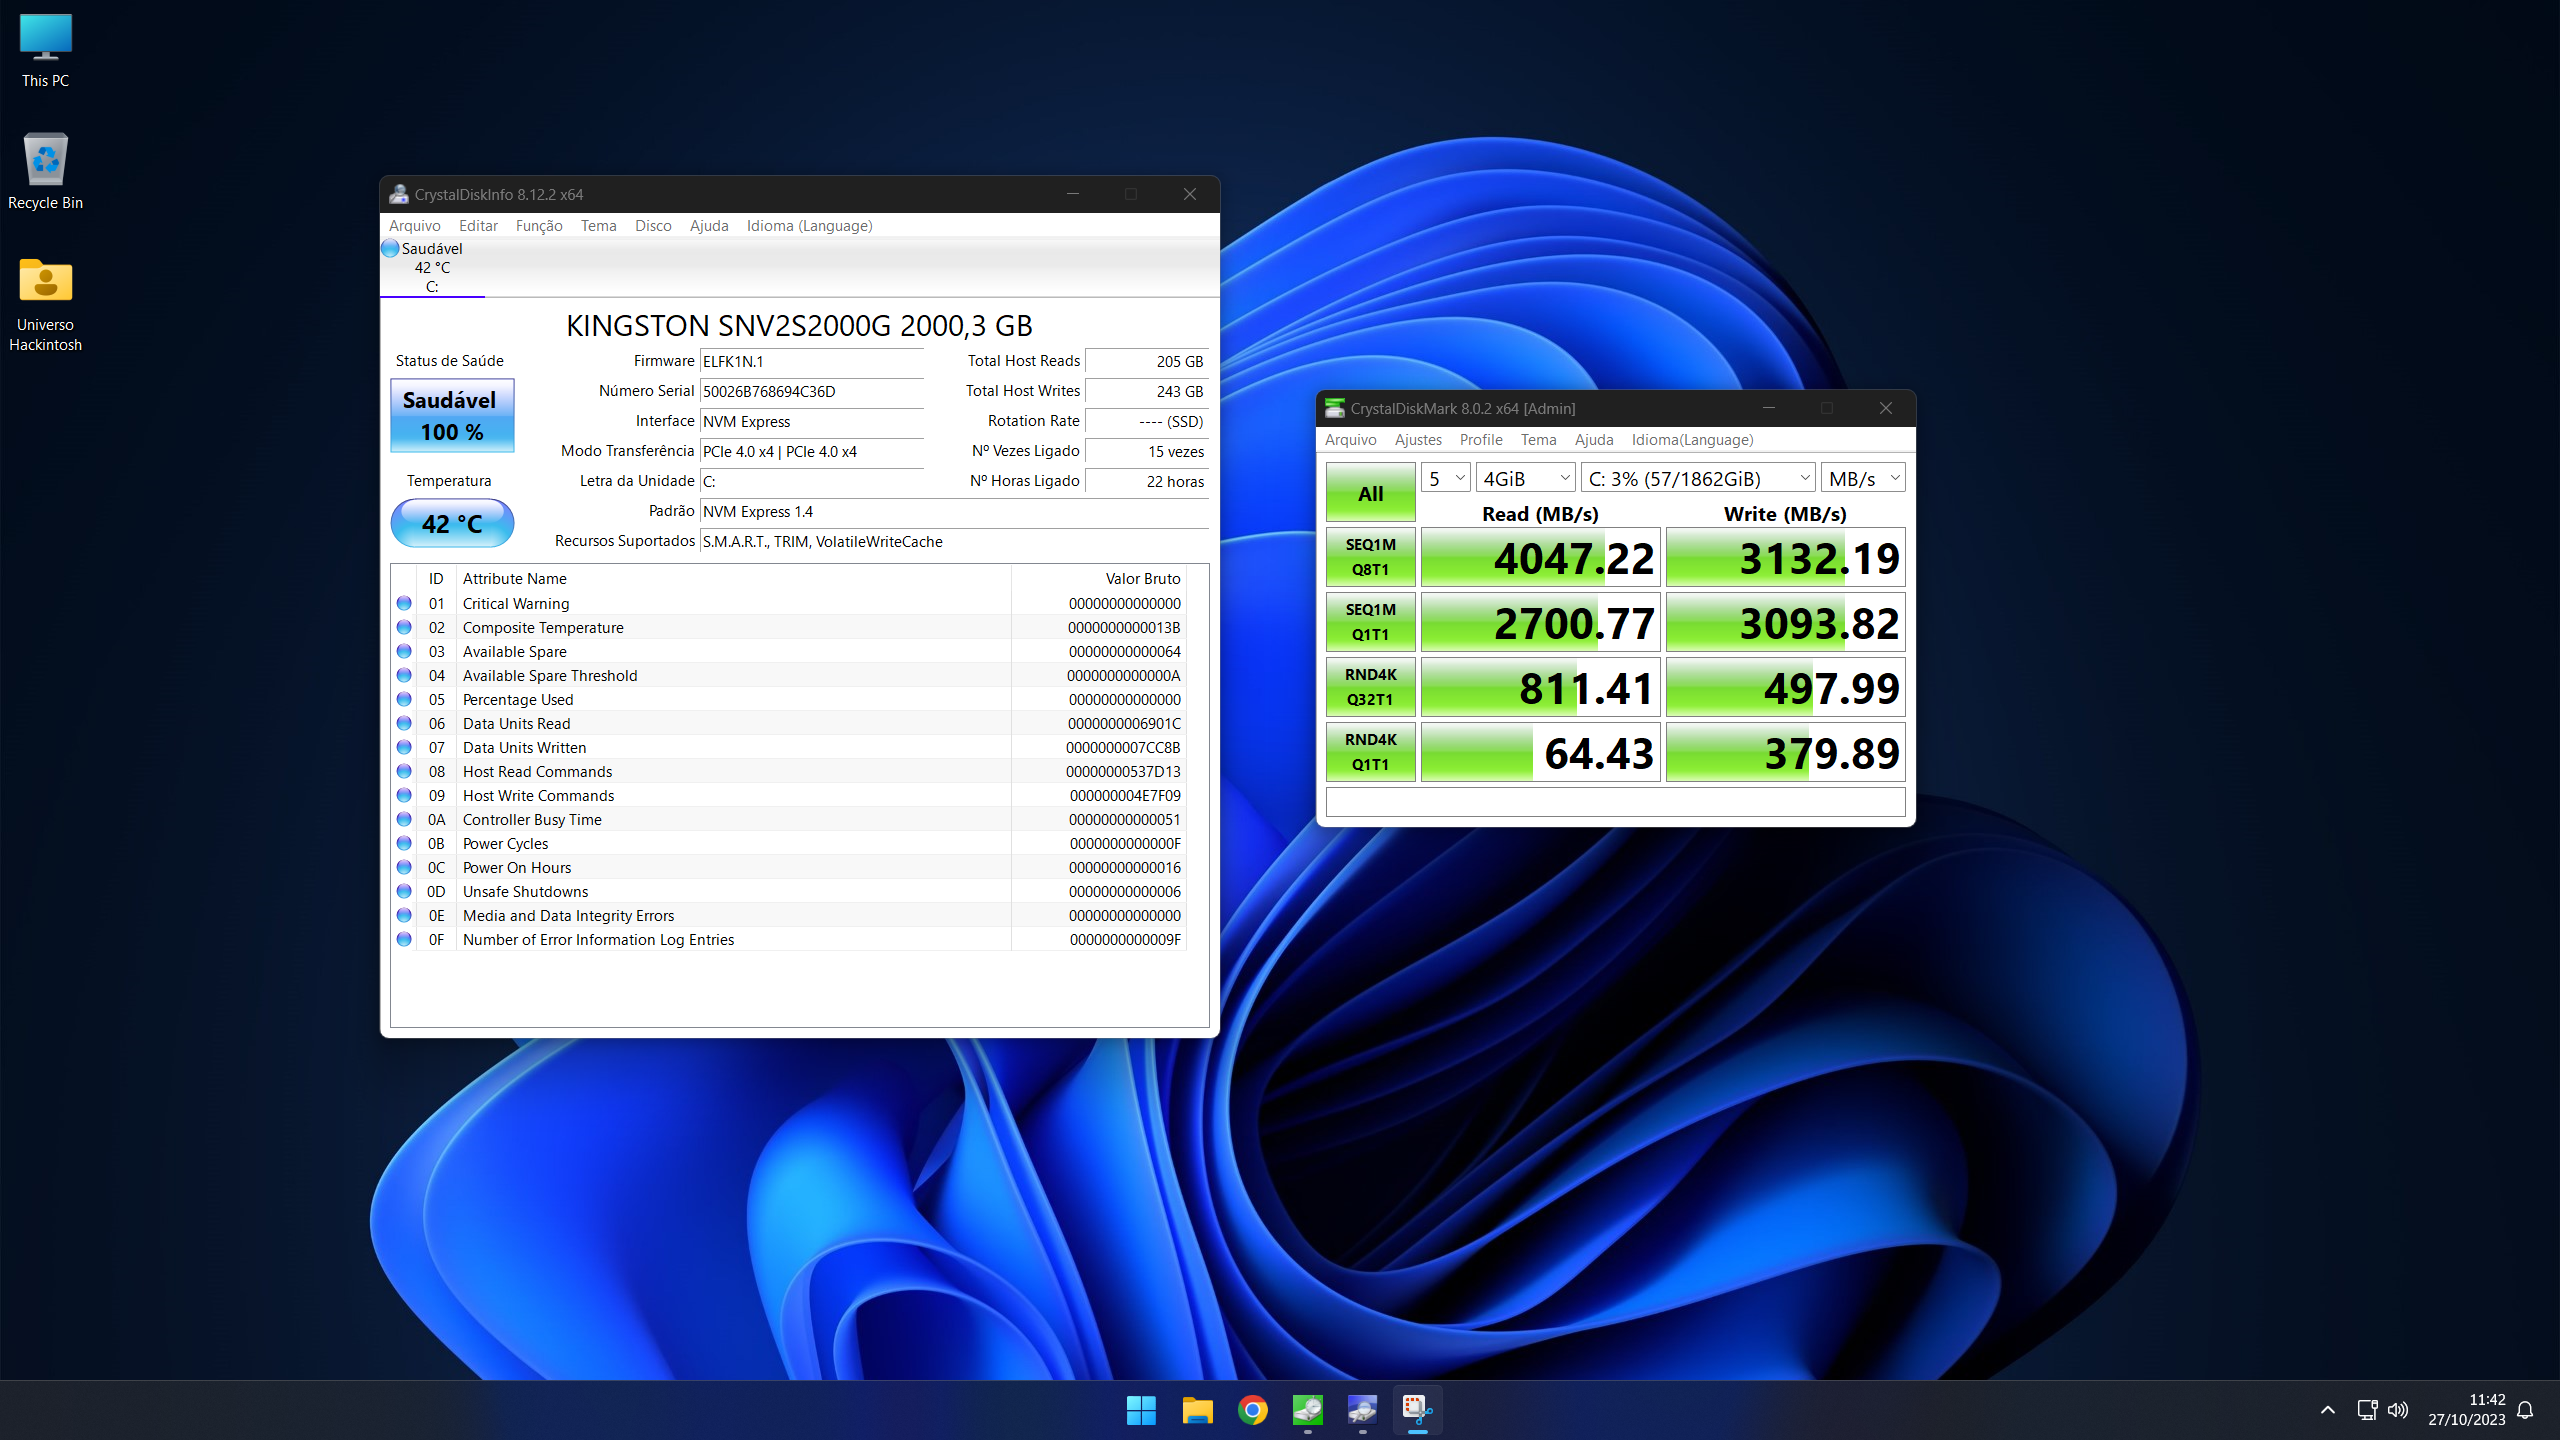 This PC
Recycle Bin
Universo
Hackintosh
CrystalDiskInfo 8.12.2 x64
Arquivo Editar Função Tema Disco Ajuda Idioma (Language)
Saudável
42 °C
C:
KINGSTON SNV2S2000G 2000,3 GB
Status de Saúde
Saudável
100 %
Temperatura
42 °C
Firmware ELFK1N.1
Número Serial 50026B768694C36D
Interface NVM Express
Modo Transferência PCIe 4.0 x4 | PCIe 4.0 x4
Letra da Unidade C:
Padrão NVM Express 1.4
Recursos Suportados S.M.A.R.T., TRIM, VolatileWriteCache
Total Host Reads 205 GB
Total Host Writes 243 GB
Rotation Rate ---- (SSD)
Nº Vezes Ligado 15 vezes
Nº Horas Ligado 22 horas
ID Attribute Name Valor Bruto
01 Critical Warning 00000000000000
02 Composite Temperature 0000000000013B
03 Available Spare 00000000000064
04 Available Spare Threshold 0000000000000A
05 Percentage Used 00000000000000
06 Data Units Read 0000000006901C
07 Data Units Written 0000000007CC8B
08 Host Read Commands 00000000537D13
09 Host Write Commands 000000004E7F09
0A Controller Busy Time 00000000000051
0B Power Cycles 0000000000000F
0C Power On Hours 00000000000016
0D Unsafe Shutdowns 00000000000006
0E Media and Data Integrity Errors 00000000000000
0F Number of Error Information Log Entries 0000000000009F
CrystalDiskMark 8.0.2 x64 [Admin]
Arquivo Ajustes Profile Tema Ajuda Idioma(Language)
All 5 4GiB C: 3% (57/1862GiB) MB/s
Read (MB/s) Write (MB/s)
SEQ1M
Q8T1
4047.22 3132.19
SEQ1M
Q1T1
2700.77 3093.82
RND4K
Q32T1
811.41 497.99
RND4K
Q1T1
64.43 379.89
11:42
27/10/2023